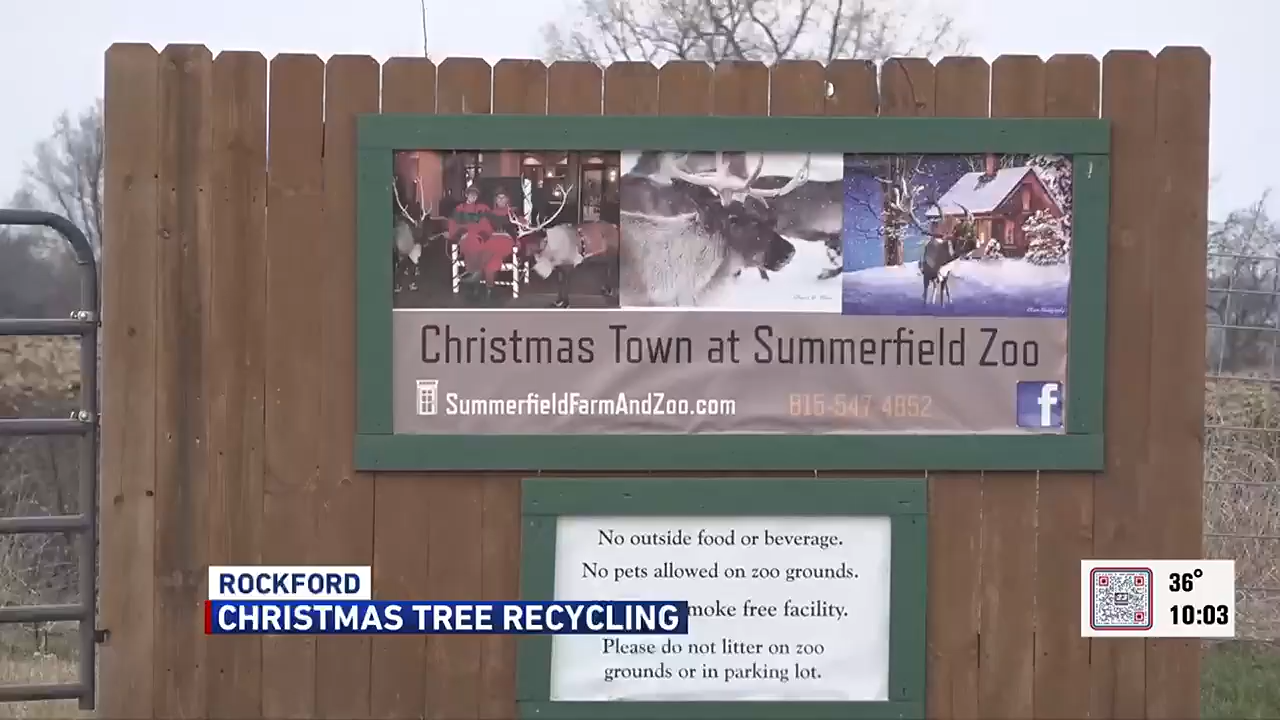 Christmas Town at Summerfield Zoo
SummerfieldFarmAndZoo.com
815-547-4852
f
No outside food or beverage.
No pets allowed on zoo grounds.
moke free facility.
Please do not litter on zoo
grounds or in parking lot.
ROCKFORD
CHRISTMAS TREE RECYCLING
36°
10:03